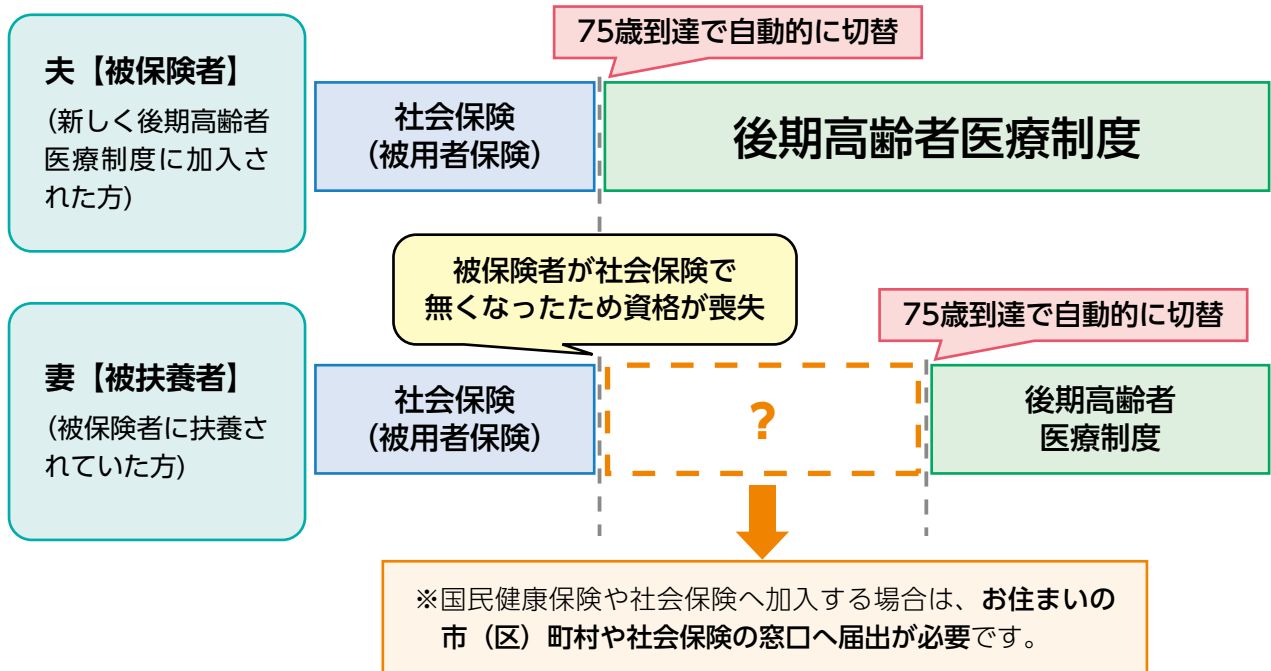 75歳到達で自動的に切替
夫【被保険者】
(新しく後期高齢者
医療制度に加入さ
れた方)
社会保険
(被用者保険)
後期高齢者医療制度
被保険者が社会保険で
無くなったため資格が喪失
75歳到達で自動的に切替
妻【被扶養者】
(被保険者に扶養さ
れていた方)
社会保険
(被用者保険)
?
後期高齢者
医療制度
※国民健康保険や社会保険へ加入する場合は、お住まいの
市（区）町村や社会保険の窓口へ届出が必要です。